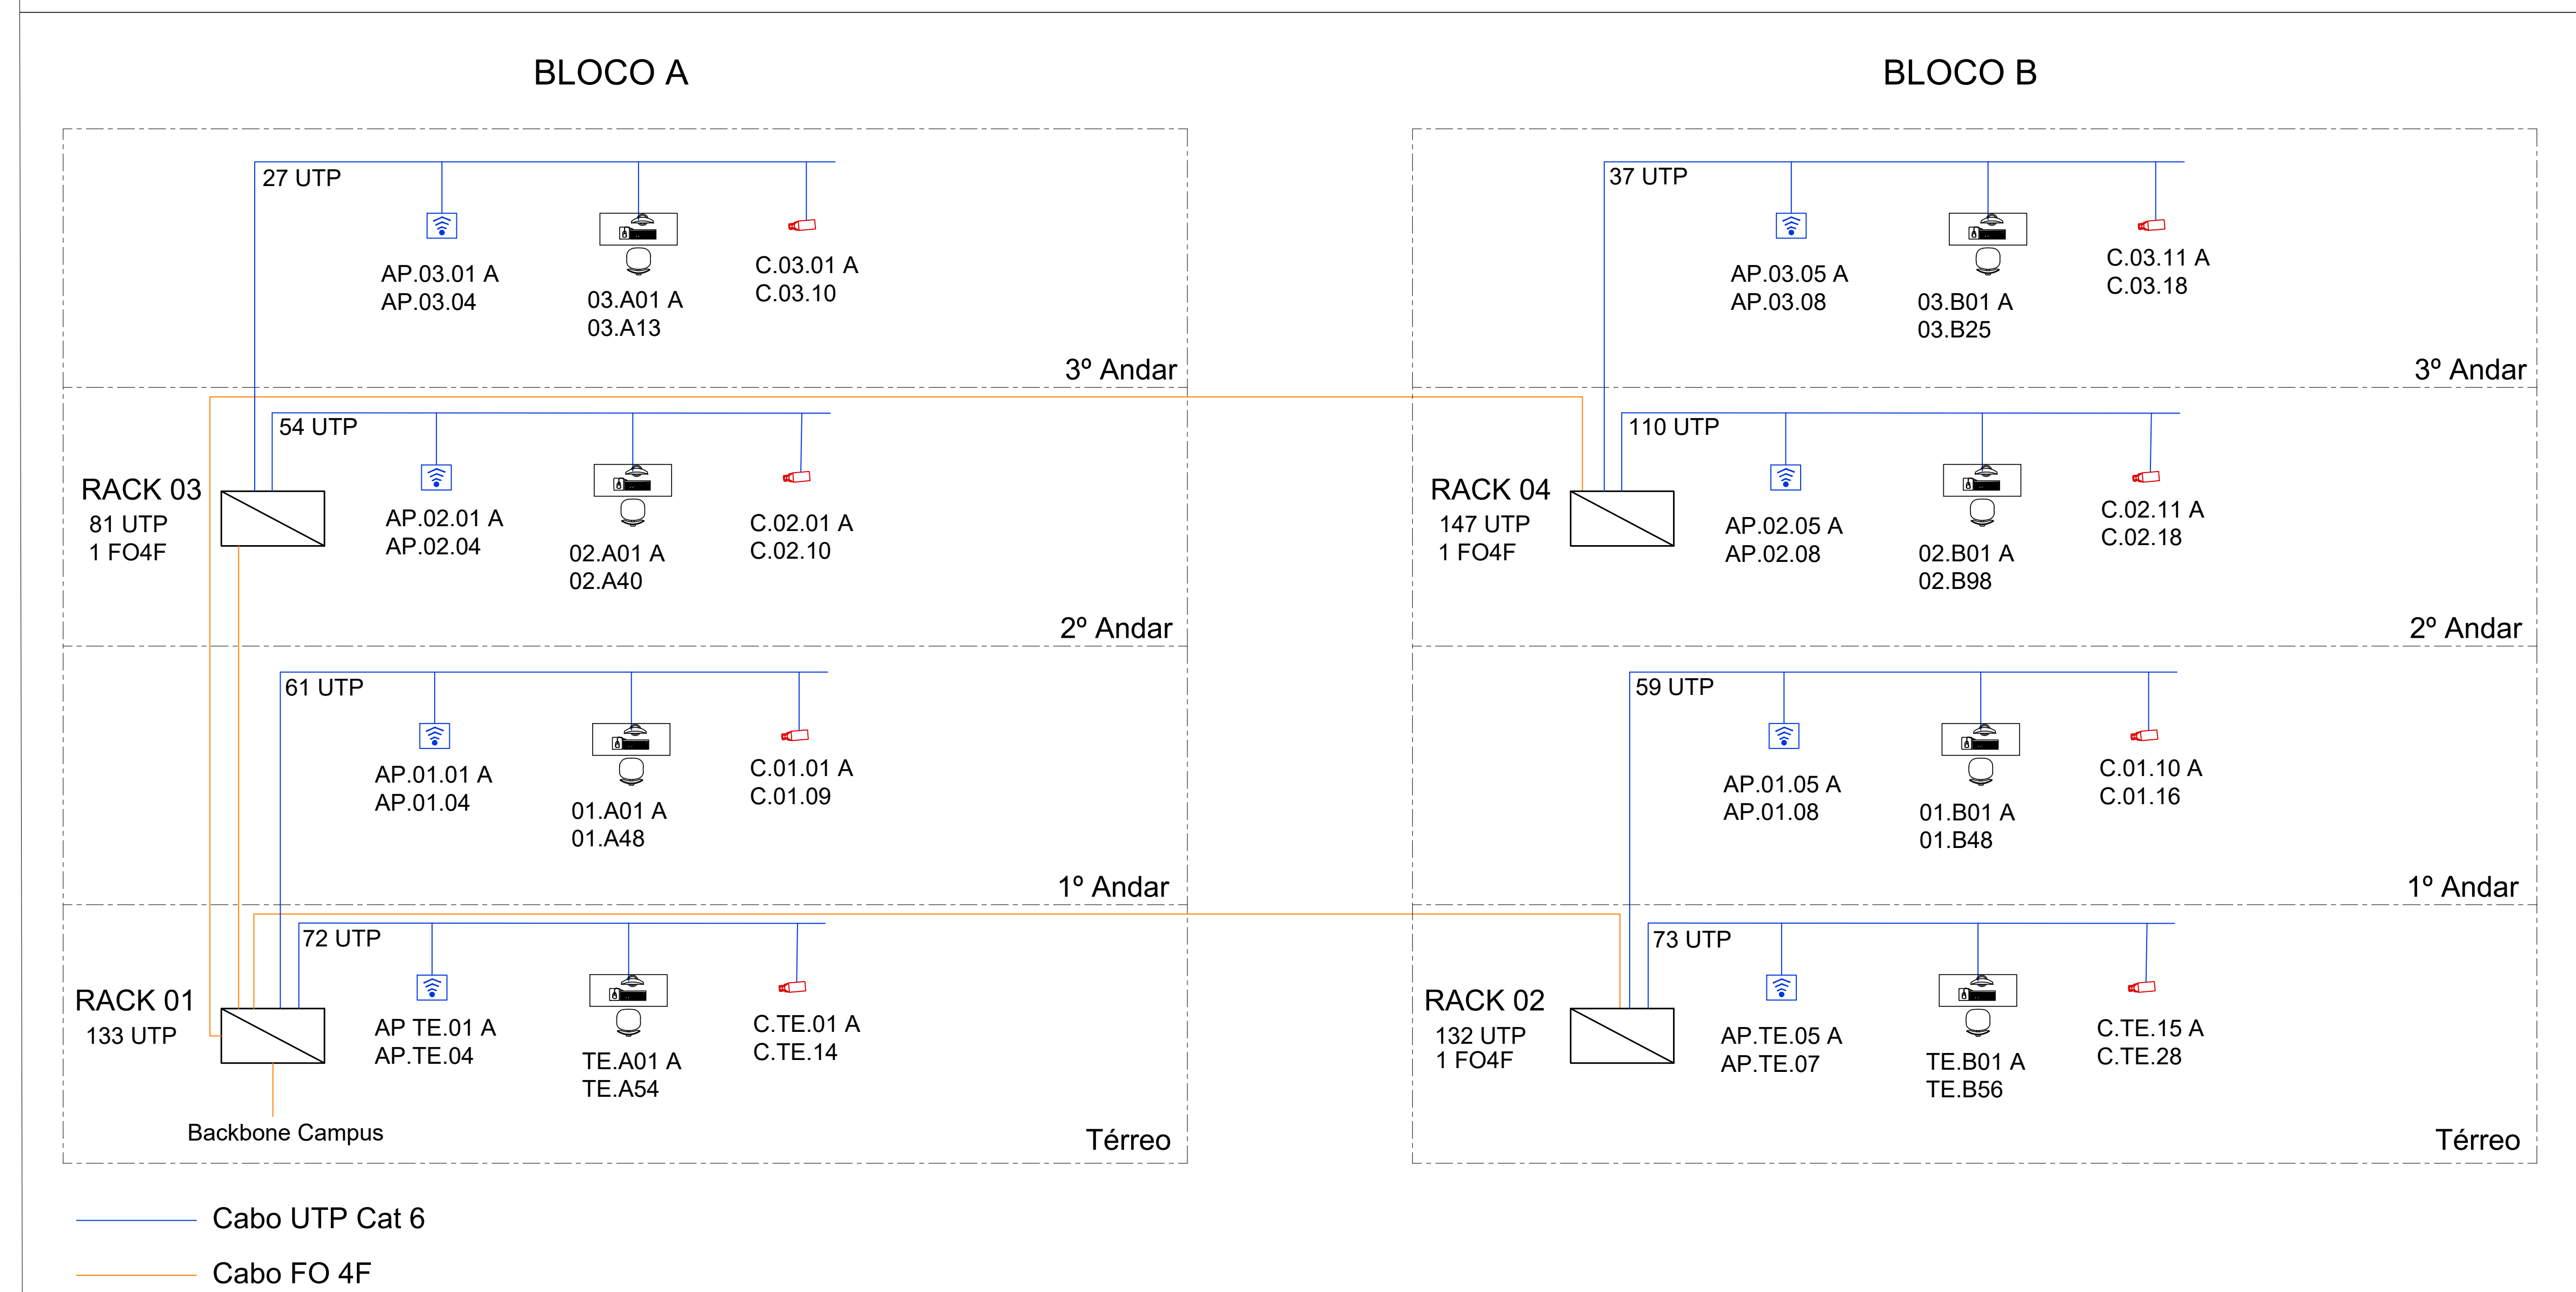 BLOCO A
27 UTP
AP.03.01 A
AP.03.04
03.A01 A
03.A13
C.03.01 A
C.03.10
3º Andar
RACK 03
81 UTP
1 FO4F
54 UTP
AP.02.01 A
AP.02.04
02.A01 A
02.A40
C.02.01 A
C.02.10
2º Andar
61 UTP
AP.01.01 A
AP.01.04
01.A01 A
01.A48
C.01.01 A
C.01.09
1º Andar
RACK 01
133 UTP
72 UTP
AP TE.01 A
AP.TE.04
TE.A01 A
TE.A54
C.TE.01 A
C.TE.14
Backbone Campus
Térreo
BLOCO B
37 UTP
AP.03.05 A
AP.03.08
03.B01 A
03.B25
C.03.11 A
C.03.18
3º Andar
RACK 04
147 UTP
1 FO4F
110 UTP
AP.02.05 A
AP.02.08
02.B01 A
02.B98
C.02.11 A
C.02.18
2º Andar
59 UTP
AP.01.05 A
AP.01.08
01.B01 A
01.B48
C.01.10 A
C.01.16
1º Andar
RACK 02
132 UTP
1 FO4F
73 UTP
AP.TE.05 A
AP.TE.07
TE.B01 A
TE.B56
C.TE.15 A
C.TE.28
Térreo
Cabo UTP Cat 6
Cabo FO 4F